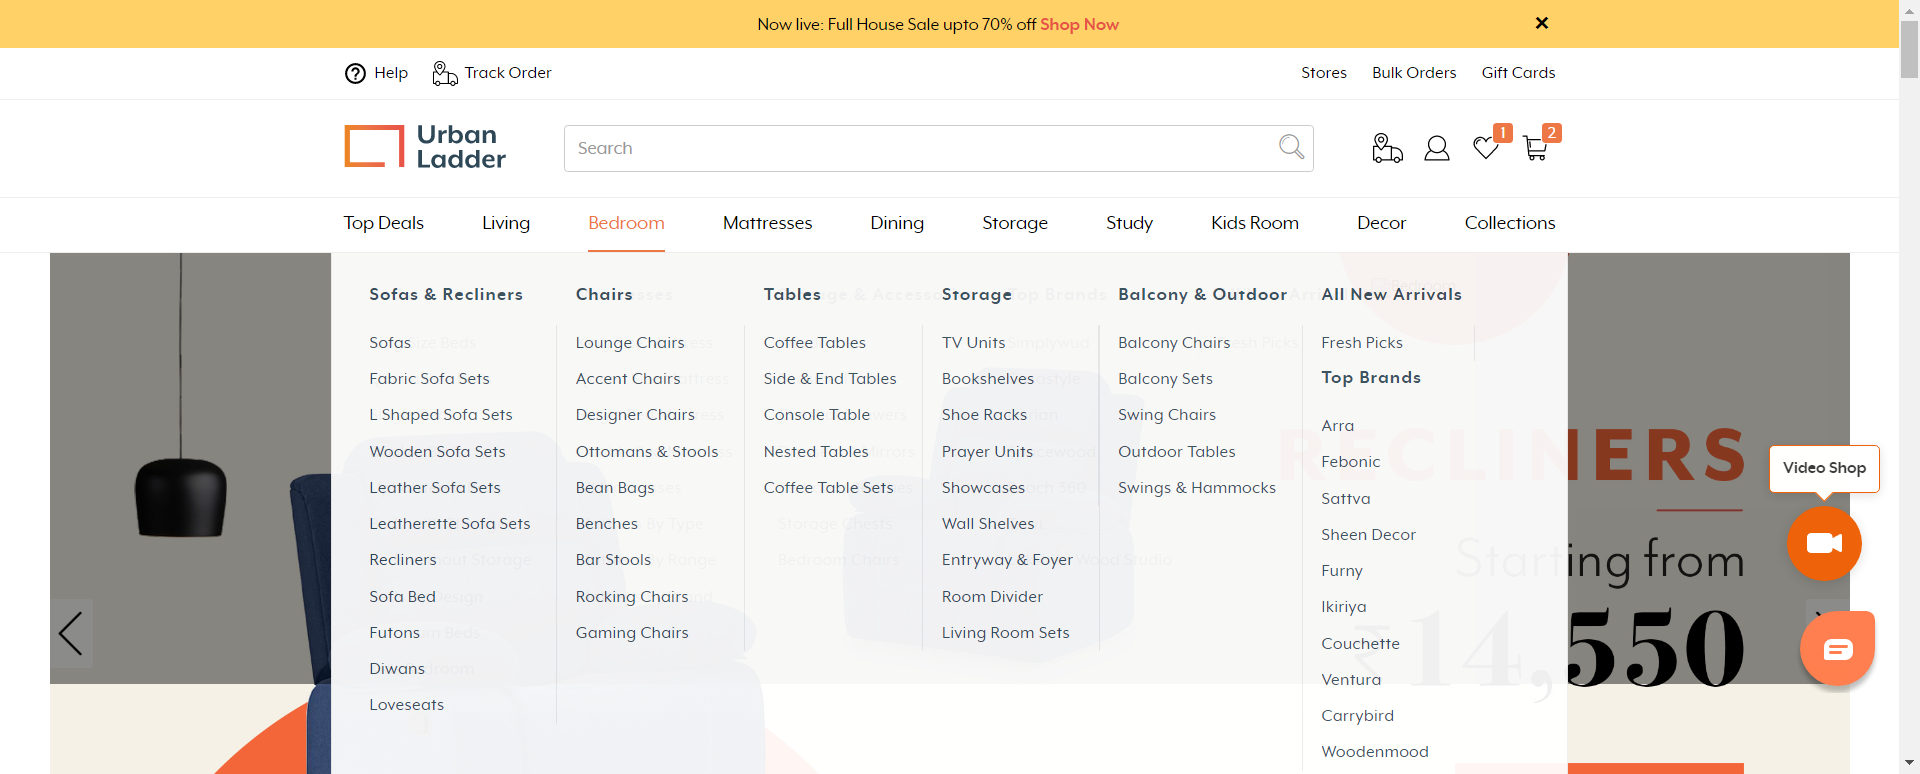 Now live: Full House Sale upto 70% off Shop Now
Help
Track Order
Stores
Bulk Orders
Gift Cards
Urban
Ladder
Search
1
2
Top Deals
Living
Bedroom
Mattresses
Dining
Storage
Study
Kids Room
Decor
Collections
Sofas & Recliners
Sofas
Fabric Sofa Sets
L Shaped Sofa Sets
Wooden Sofa Sets
Leather Sofa Sets
Leatherette Sofa Sets
Recliners
Sofa Bed
Futons
Diwans
Loveseats
Chairs
Lounge Chairs
Accent Chairs
Designer Chairs
Ottomans & Stools
Bean Bags
Benches
Bar Stools
Rocking Chairs
Gaming Chairs
Tables
Coffee Tables
Side & End Tables
Console Table
Nested Tables
Coffee Table Sets
Storage Chests
Bedroom Chairs
Storage
TV Units
Bookshelves
Shoe Racks
Prayer Units
Showcases
Wall Shelves
Entryway & Foyer
Room Divider
Living Room Sets
Balcony & Outdoor
Balcony Chairs
Balcony Sets
Swing Chairs
Outdoor Tables
Swings & Hammocks
All New Arrivals
Fresh Picks
Top Brands
Arra
Febonic
Sattva
Sheen Decor
Furny
Ikiriya
Couchette
Ventura
Carrybird
Woodenmood
RECLINERS
Starting from
₹14,550
Video Shop